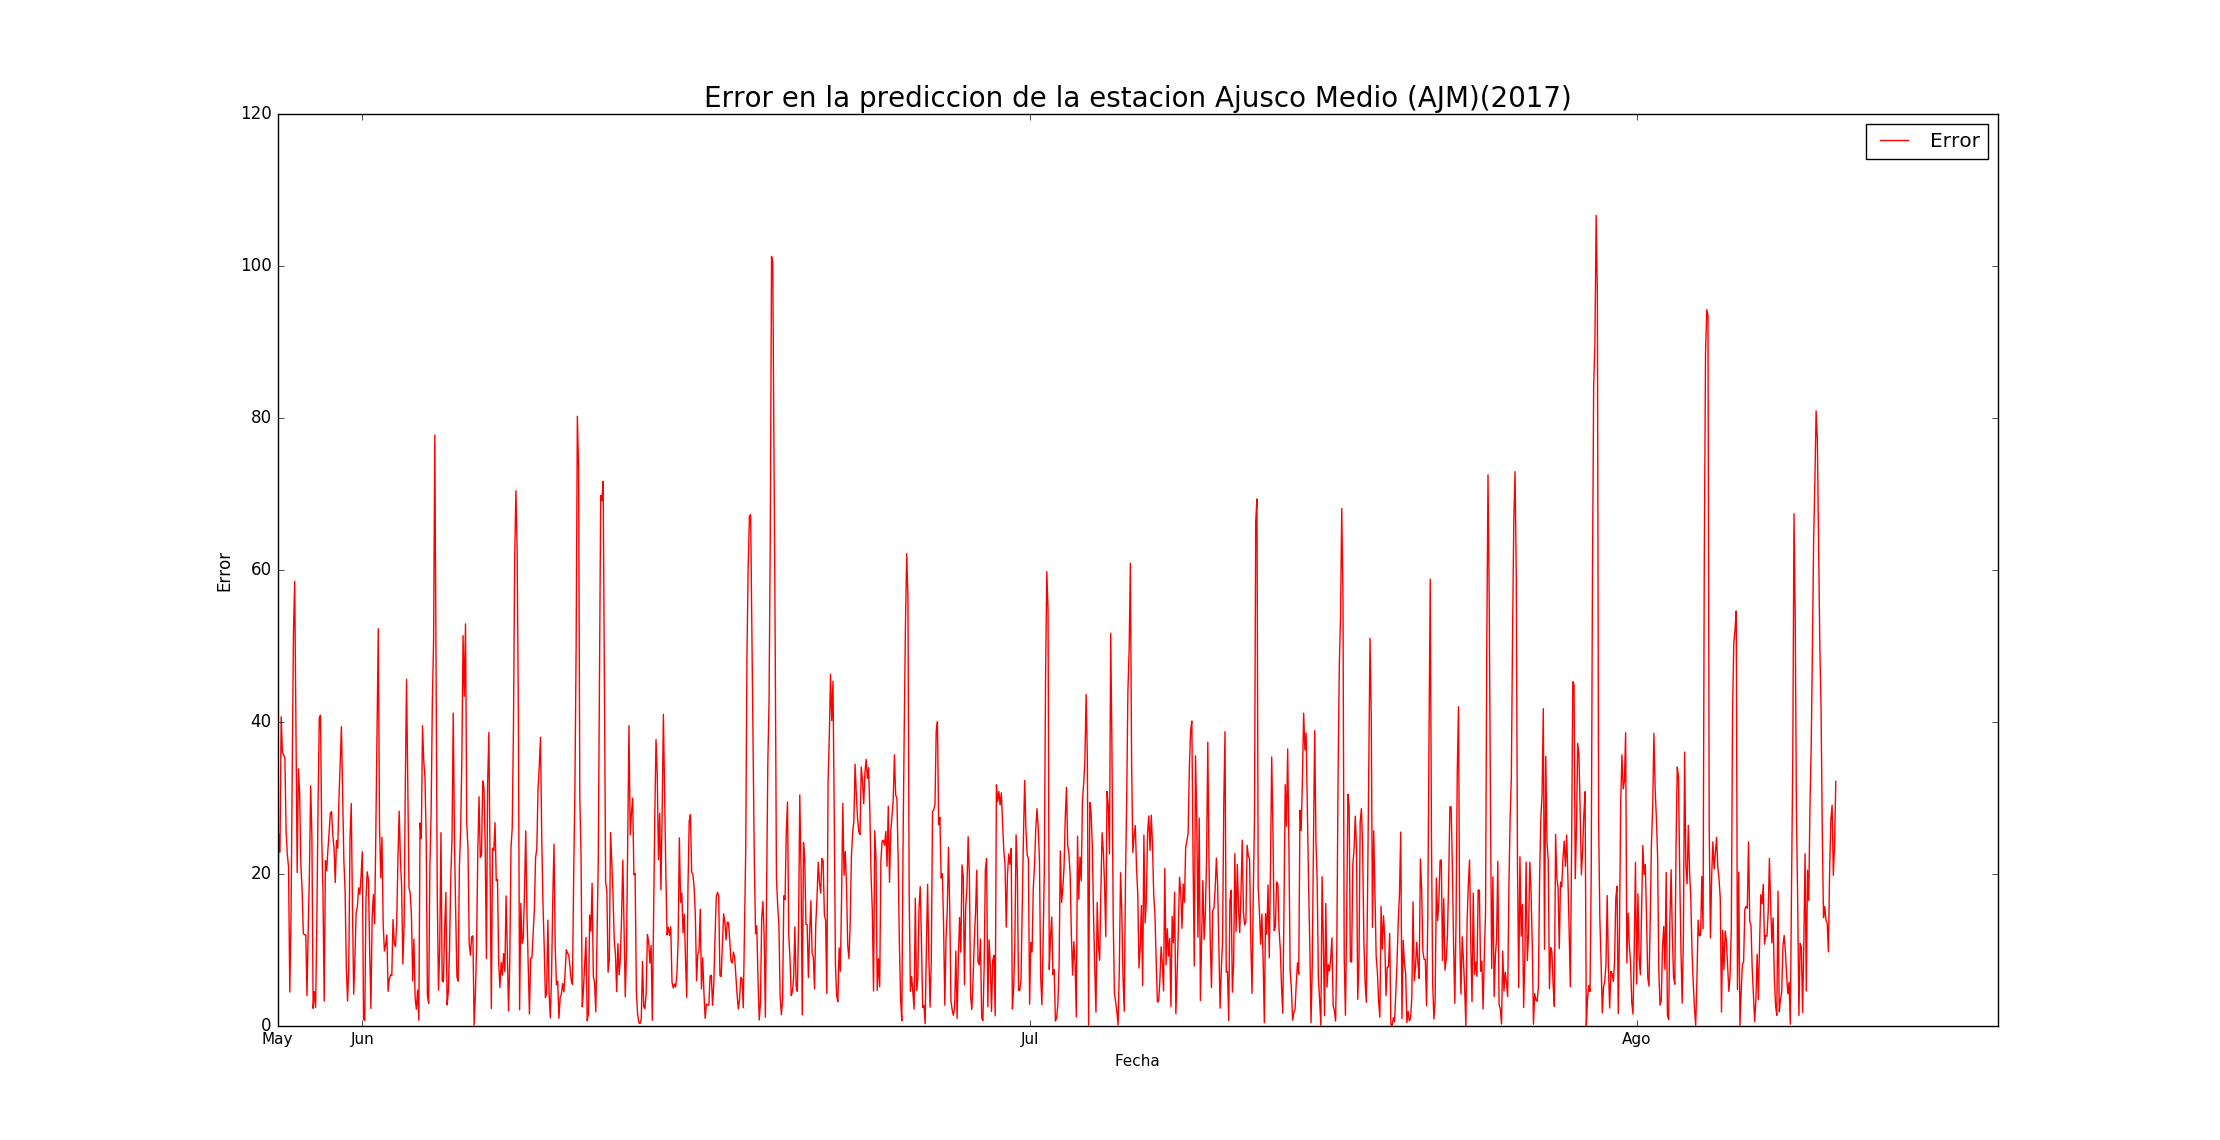 Error en la prediccion de la estacion Ajusco Medio (AJM)(2017)
120
Error
100
80
60
Error
40
20
0
May Jun Jul Ago
Fecha